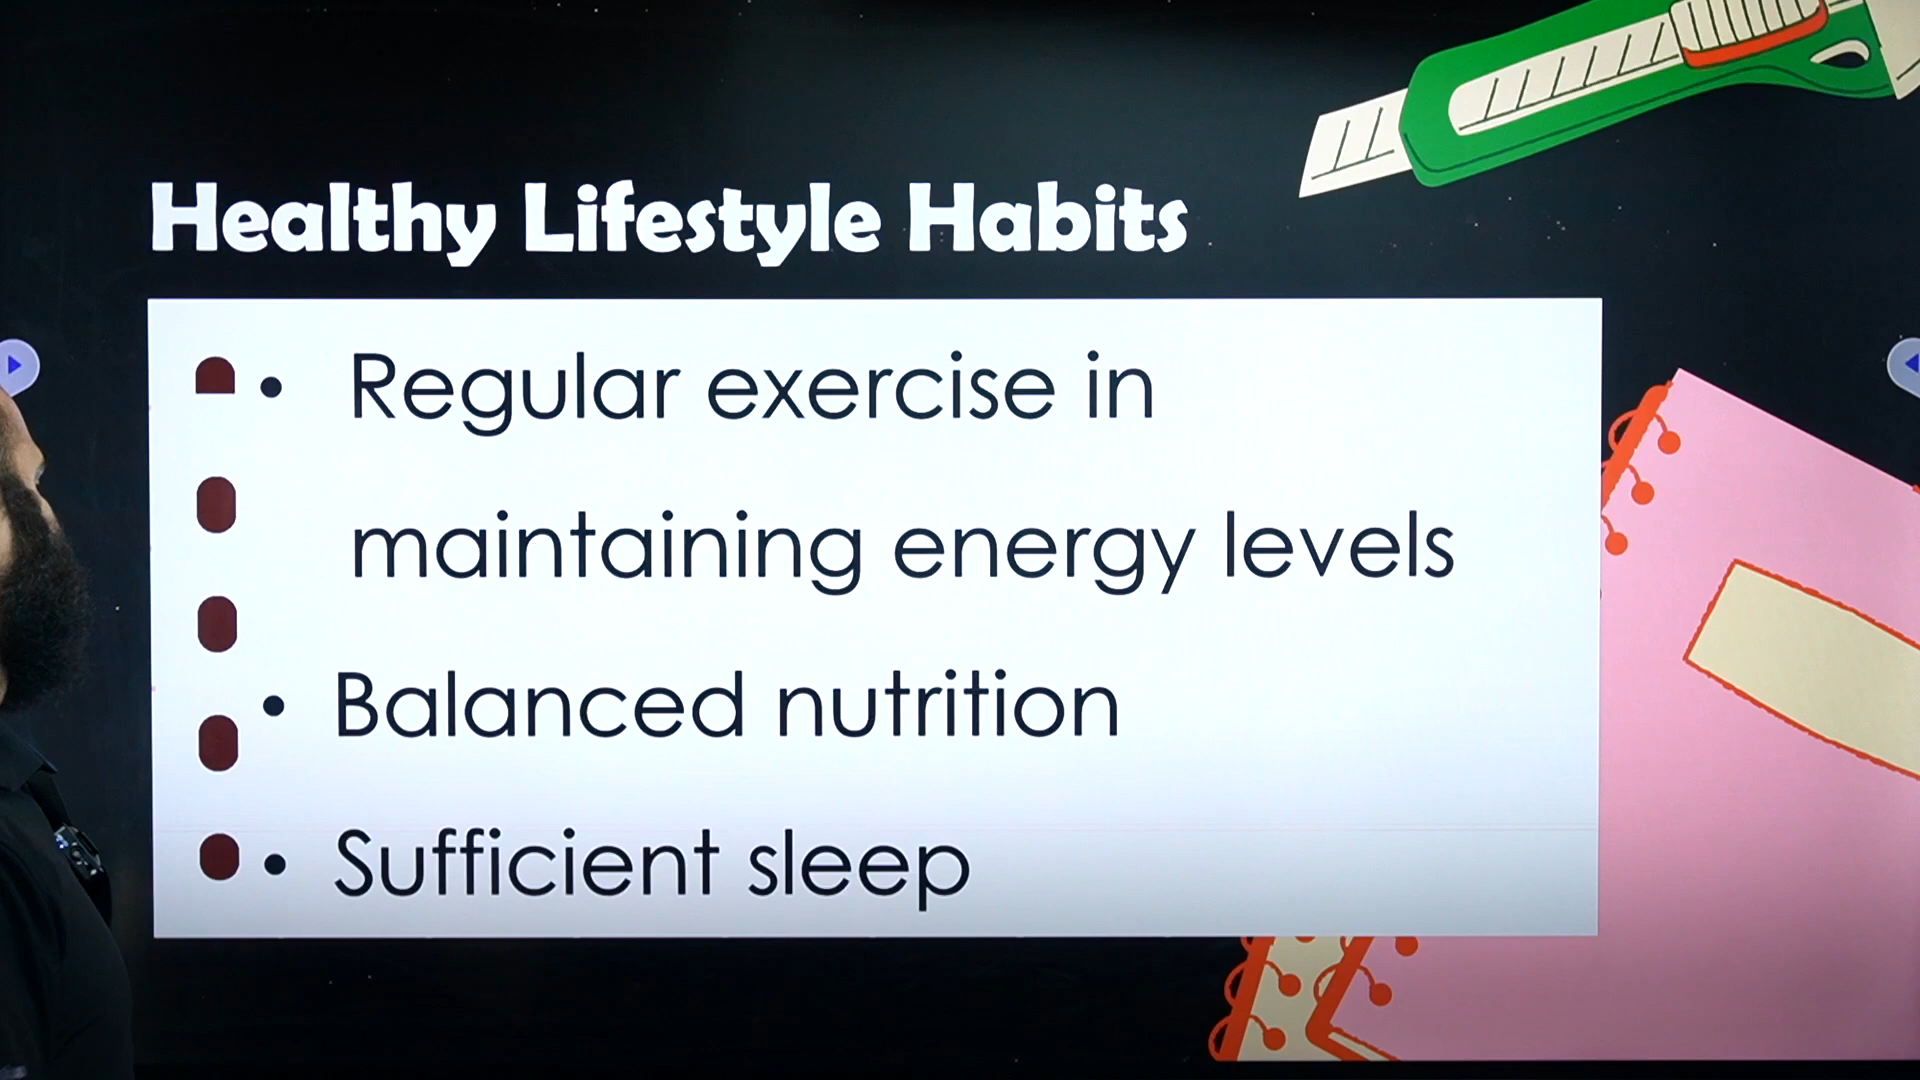 Healthy Lifestyle Habits
• Regular exercise in
maintaining energy levels
• Balanced nutrition
• Sufficient sleep